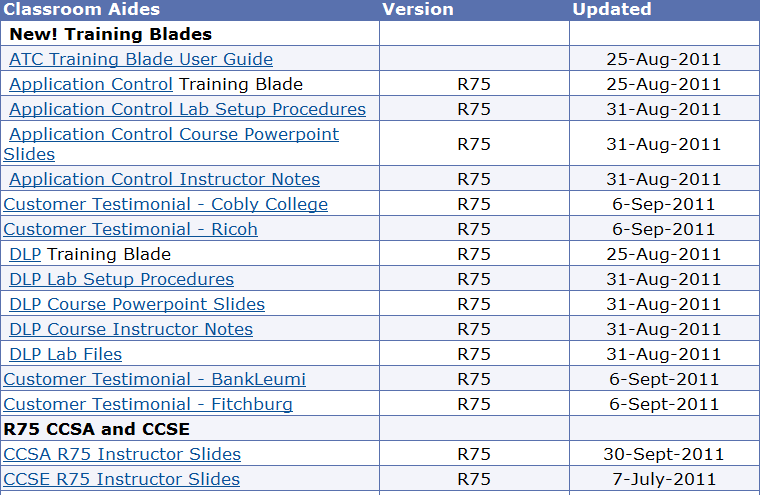 Classroom Aides Version Updated
New! Training Blades
ATC Training Blade User Guide 25-Aug-2011
Application Control Training Blade R75 25-Aug-2011
Application Control Lab Setup Procedures R75 31-Aug-2011
Application Control Course Powerpoint
Slides R75 31-Aug-2011
Application Control Instructor Notes R75 31-Aug-2011
Customer Testimonial - Cobly College R75 6-Sep-2011
Customer Testimonial - Ricoh R75 6-Sep-2011
DLP Training Blade R75 25-Aug-2011
DLP Lab Setup Procedures R75 31-Aug-2011
DLP Course Powerpoint Slides R75 31-Aug-2011
DLP Course Instructor Notes R75 31-Aug-2011
DLP Lab Files R75 31-Aug-2011
Customer Testimonial - BankLeumi R75 6-Sept-2011
Customer Testimonial - Fitchburg R75 6-Sept-2011
R75 CCSA and CCSE
CCSA R75 Instructor Slides R75 30-Sept-2011
CCSE R75 Instructor Slides R75 7-July-2011